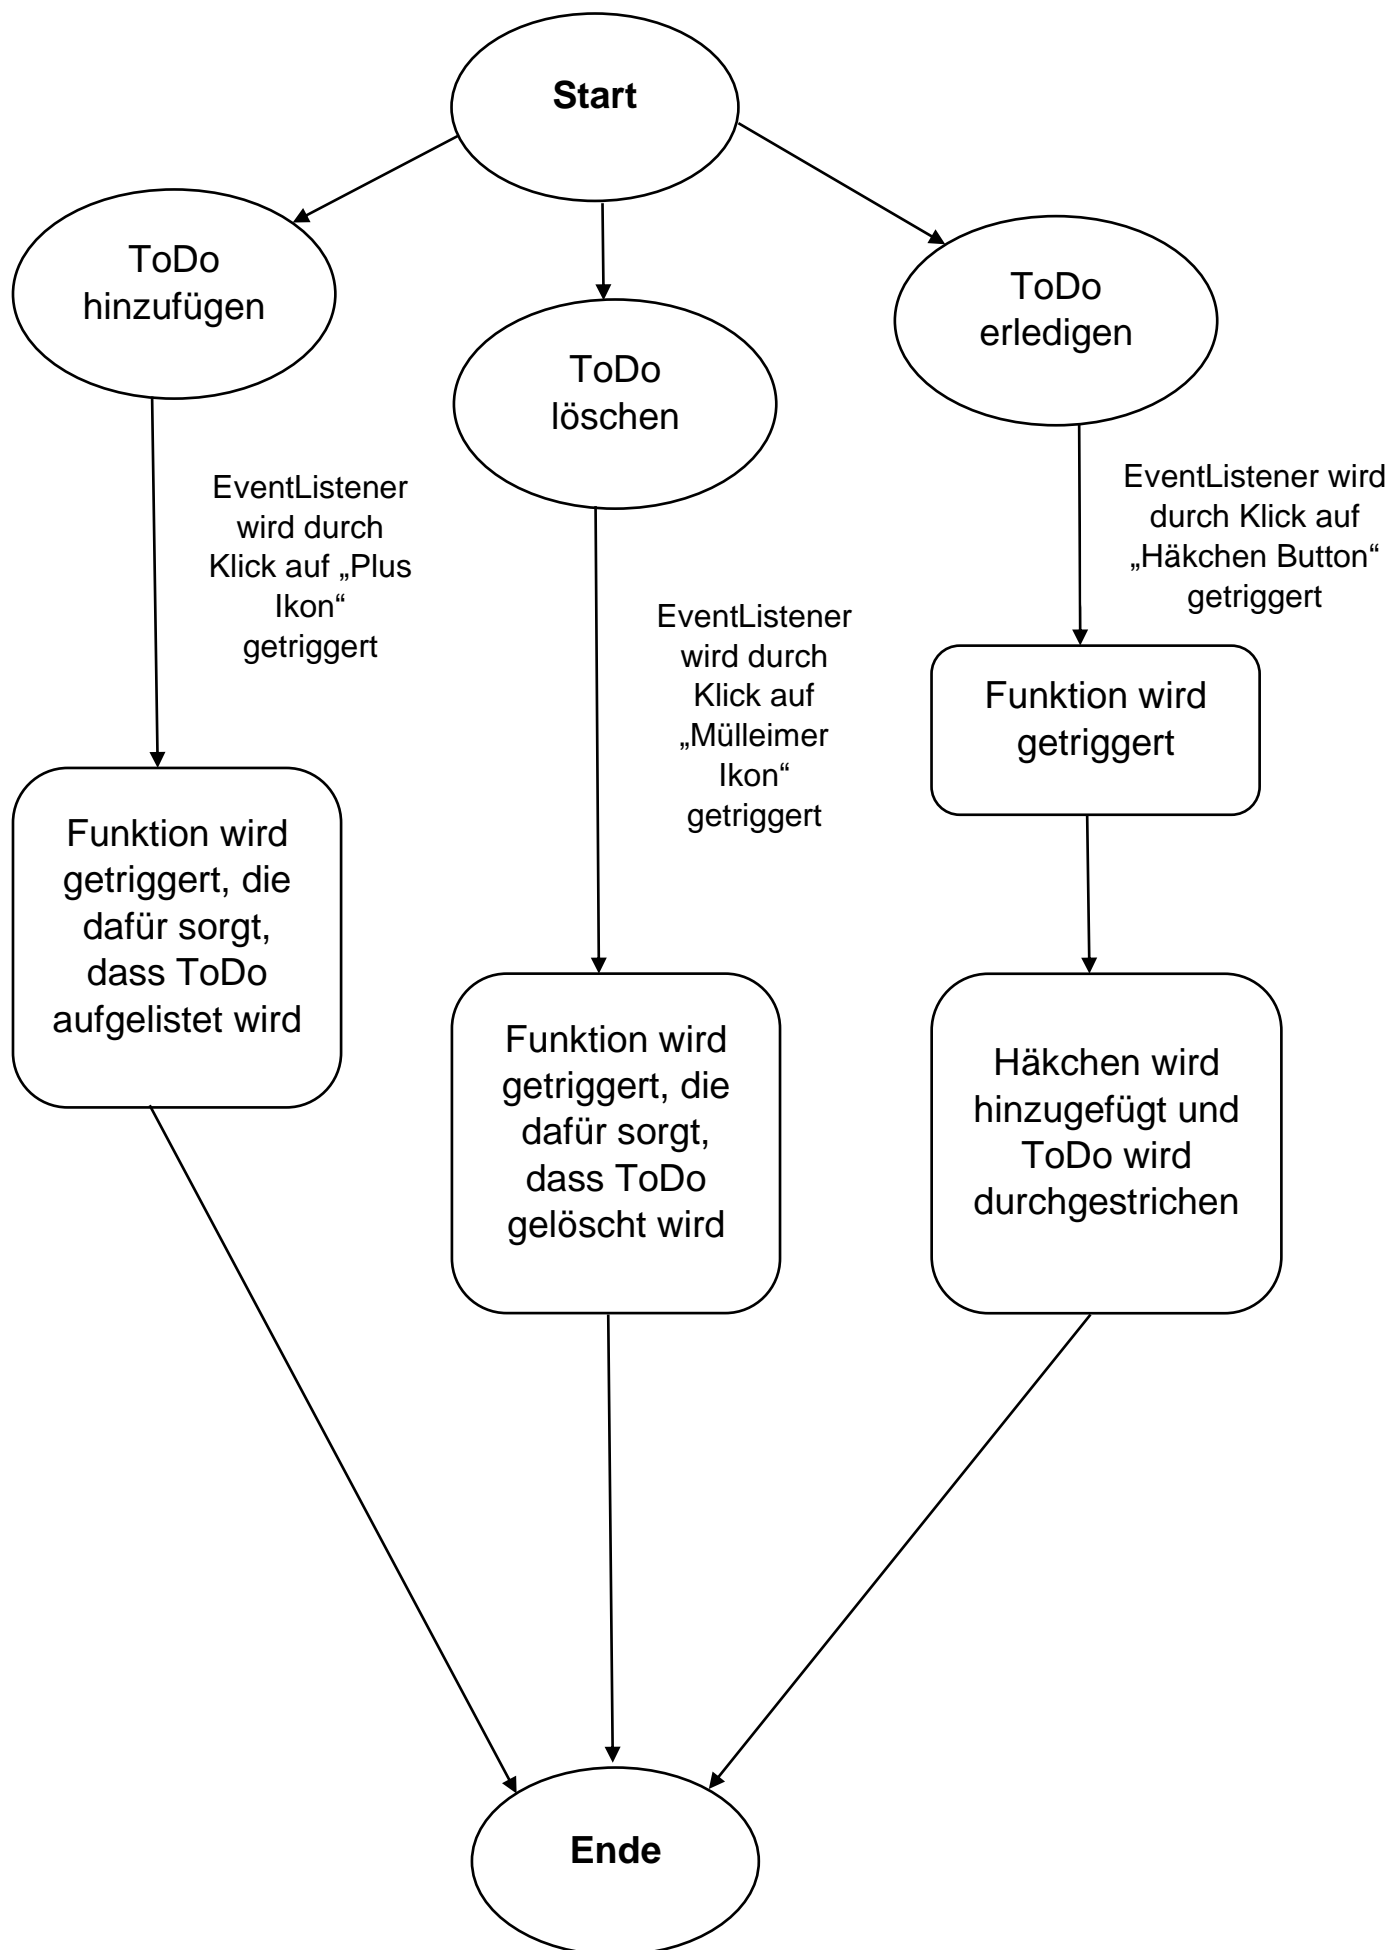 Start
ToDo
hinzufügen
ToDo
löschen
ToDo
erledigen
EventListener
wird durch
Klick auf „Plus
Ikon“
getriggert
EventListener
wird durch
Klick auf
„Mülleimer
Ikon“
getriggert
EventListener wird
durch Klick auf
„Häkchen Button“
getriggert
Funktion wird
getriggert
Funktion wird
getriggert, die
dafür sorgt,
dass ToDo
aufgelistet wird
Funktion wird
getriggert, die
dafür sorgt,
dass ToDo
gelöscht wird
Häkchen wird
hinzugefügt und
ToDo wird
durchgestrichen
Ende